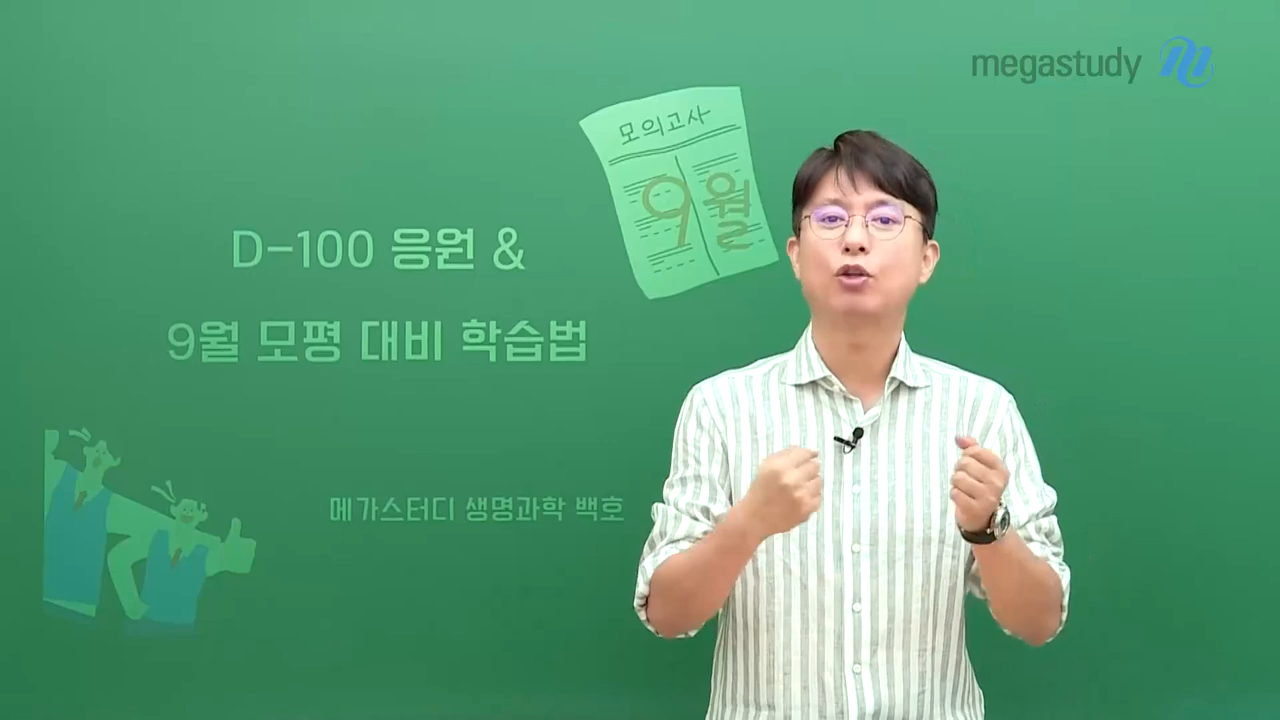 megastudy
모의고사
9월
D-100 응원 &
9월 모평 대비 학습법
메가스터디 생명과학 백호